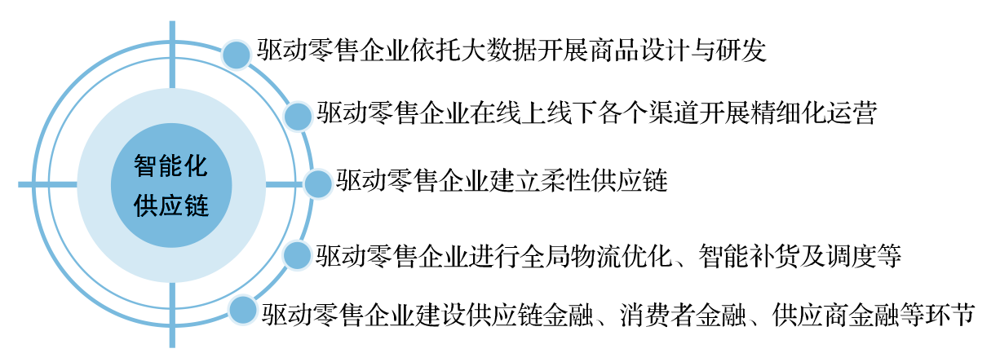 驱动零售企业依托大数据开展商品设计与研发
驱动零售企业在线上线下各个渠道开展精细化运营
智能化
供应链
驱动零售企业建立柔性供应链
驱动零售企业进行全局物流优化、智能补货及调度等
驱动零售企业建设供应链金融、消费者金融、供应商金融等环节